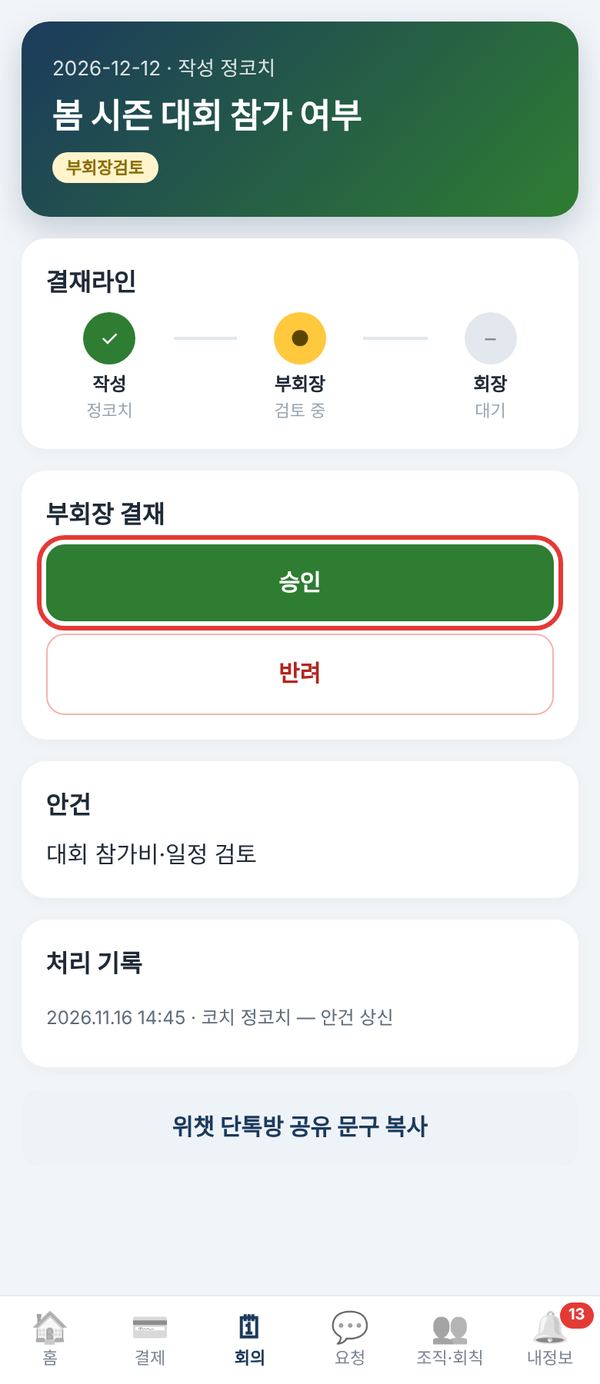 2026-12-12 · 작성 정코치
봄 시즌 대회 참가 여부
부회장검토
결재라인
작성
정코치
부회장
검토 중
회장
대기
부회장 결재
승인
반려
안건
대회 참가비·일정 검토
처리 기록
2026.11.16 14:45 · 코치 정코치 — 안건 상신
위챗 단톡방 공유 문구 복사
13
홈
결제
회의
요청
조직·회칙
내정보